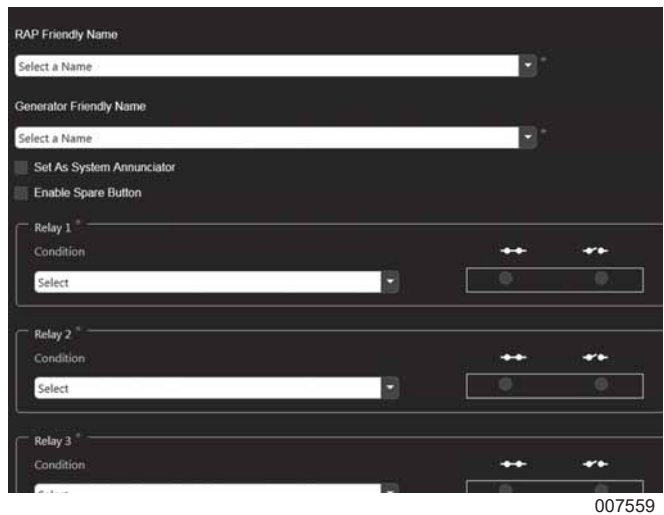 RAP Friendly Name
Select a Name *
Generator Friendly Name
Select a Name *
Set As System Annunciator
Enable Spare Button
Relay 1 *
Condition
Select
Relay 2 *
Condition
Select
Relay 3 *
Condition
007559